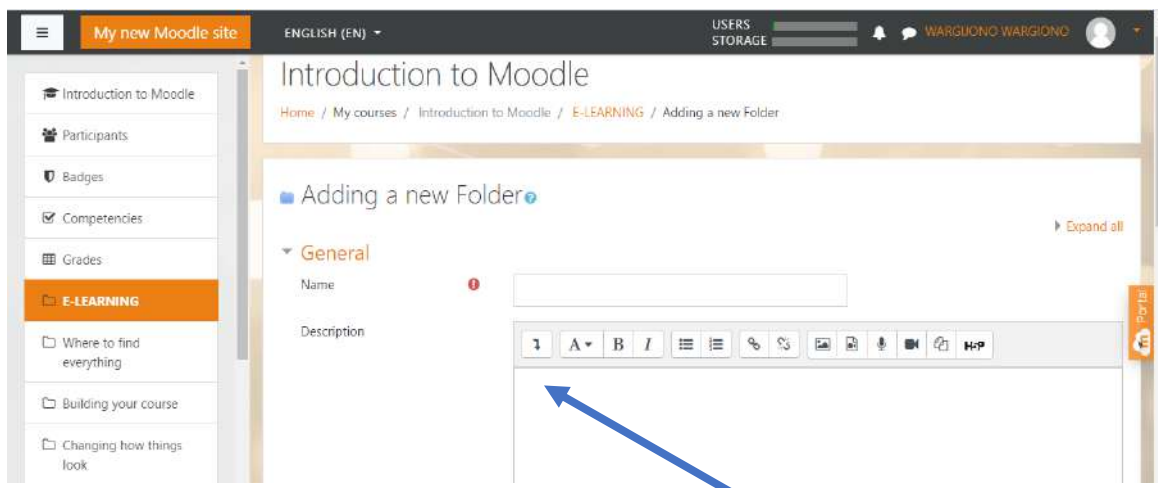 My new Moodle site
ENGLISH (EN)
USERS
STORAGE
WARGIJONO WARGIONO
Introduction to Moodle
Home / My courses / Introduction to Moodle / E-LEARNING / Adding a new Folder
Introduction to Moodle
Participants
Badges
Competencies
Grades
E-LEARNING
Where to find
everything
Building your course
Changing how things
look
Adding a new Folder
Expand all
General
Name
Description
A B I
H-P
Portal